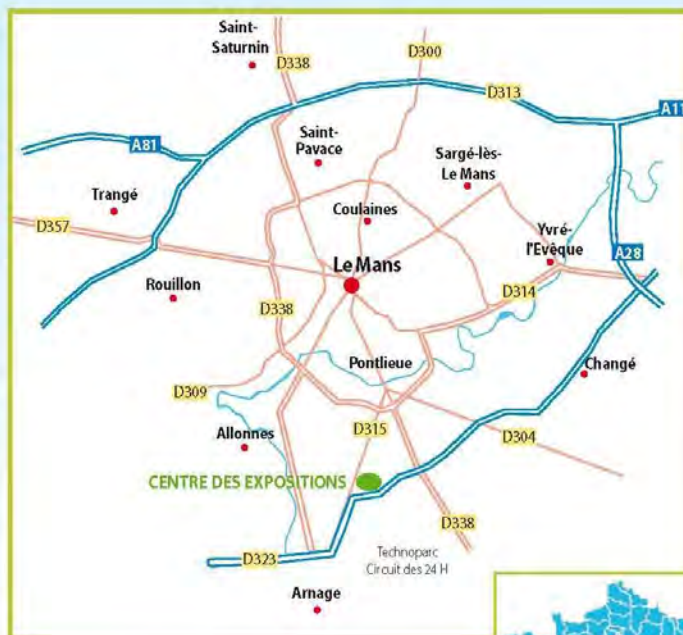 Saint-
Saturnin
D338
D300
D313
A11
A81
Saint-
Pavace
Sargé-lès-
Le Mans
Trangé
Coulaines
D357
Yvré-
l'Evêque
A28
Le Mans
Rouillon
D338
D314
Pontlieue
Changé
D309
D315
Allonnes
D304
CENTRE DES EXPOSITIONS
D338
D323
Technoparc
Circuit des 24 H
Arnage